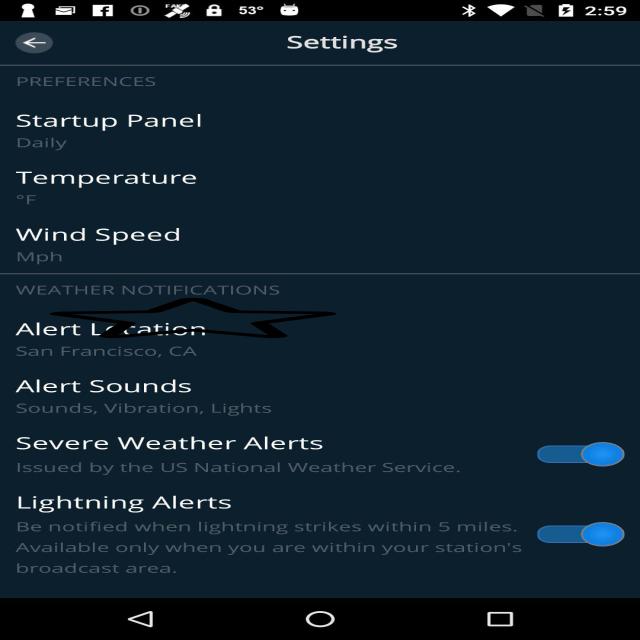 53° 2:59
Settings
PREFERENCES
Startup Panel
Daily
Temperature
°F
Wind Speed
Mph
WEATHER NOTIFICATIONS
Alert Location
San Francisco, CA
Alert Sounds
Sounds, Vibration, Lights
Severe Weather Alerts
Issued by the US National Weather Service.
Lightning Alerts
Be notified when lightning strikes within 5 miles.
Available only when you are within your station's
broadcast area.